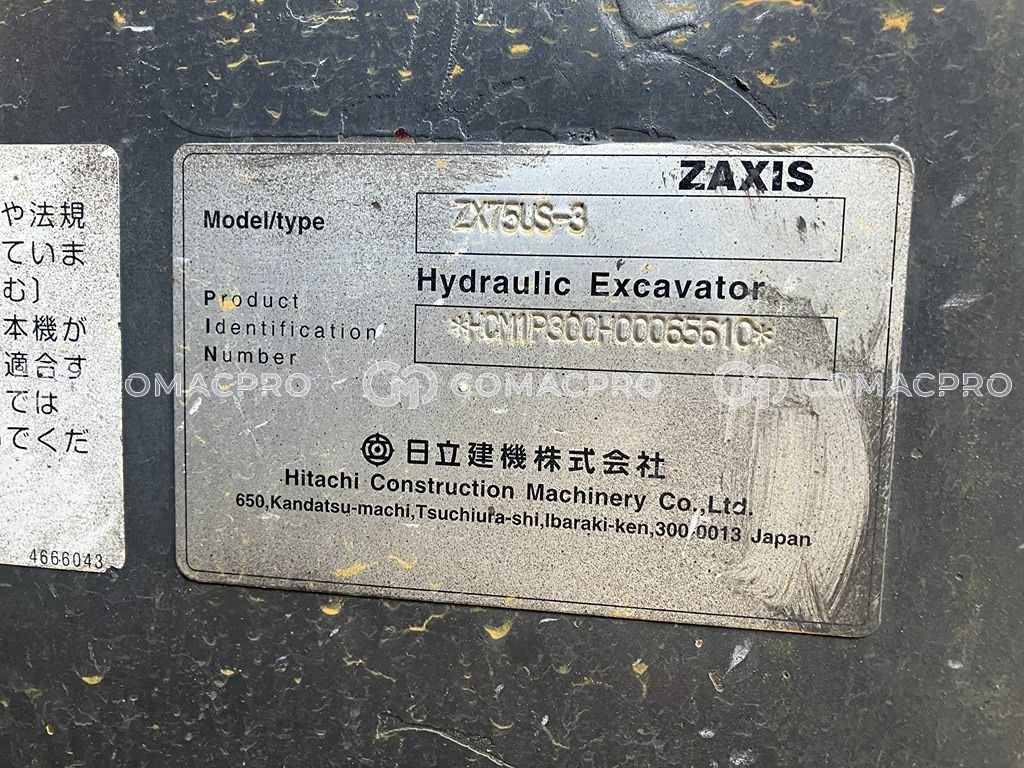 や法規
ていま
む〕
本機が
適合す
ては
でくだ
4666043
ZAXIS
Model/type ZX75US-3
Hydraulic Excavator
Product
Identification
Number
*HCM1P300H00065610*
日立建機株式会社
Hitachi Construction Machinery Co.,Ltd.
650,Kandatsu-machi,Tsuchiura-shi,Ibaraki-ken,300-0013 Japan
OMACPRO COMACPRO COMACPRO